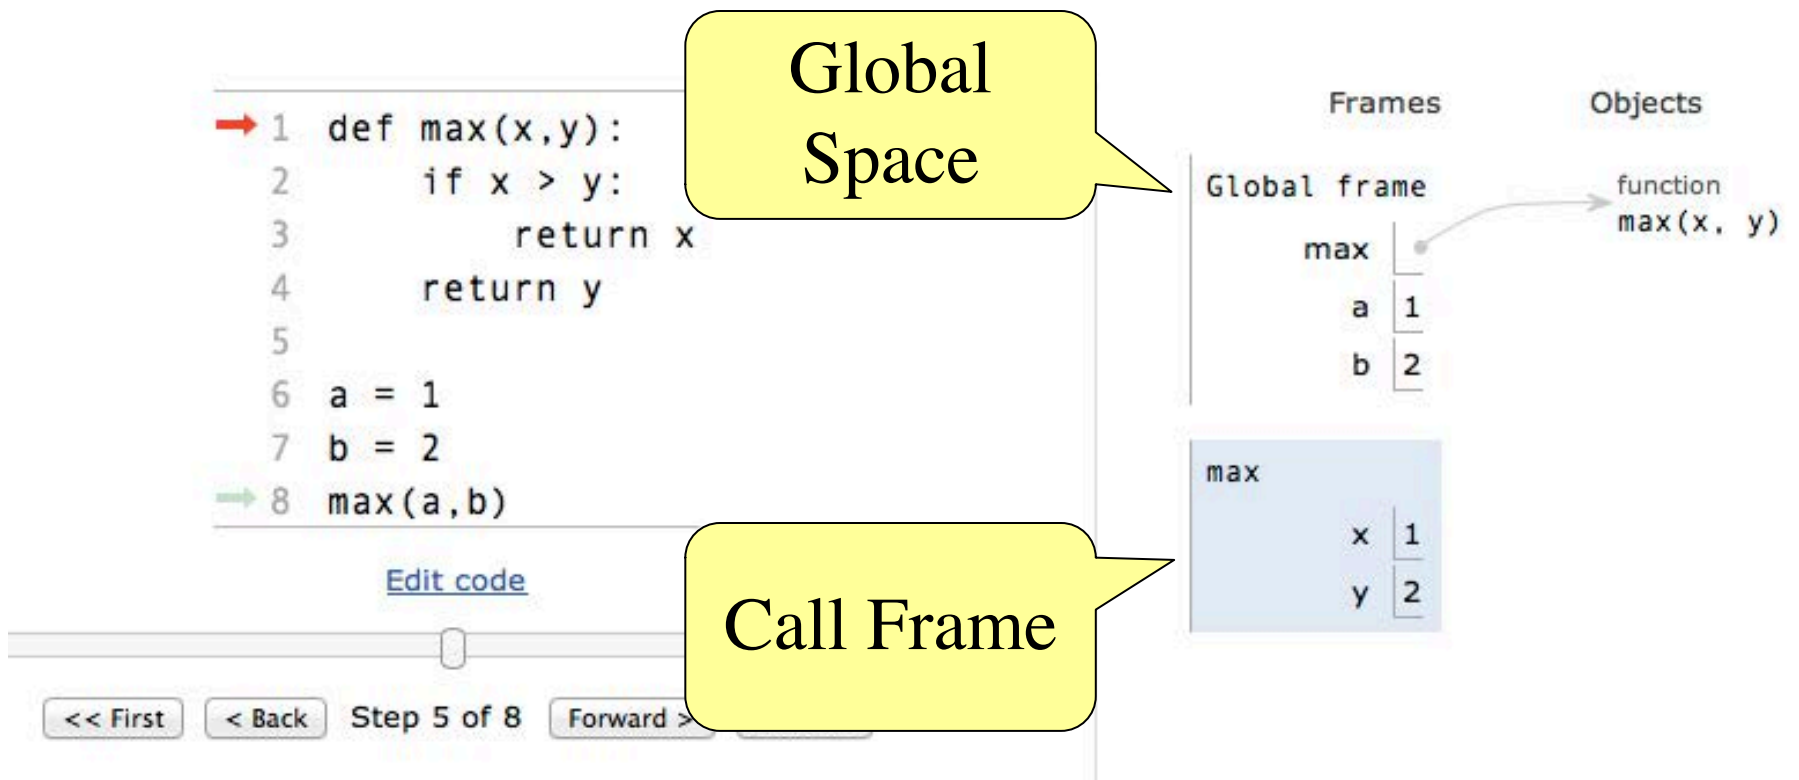 Global
Space
1 def max(x,y):
2 if x > y:
3 return x
4 return y
5
6 a = 1
7 b = 2
8 max(a,b)
Edit code
<< First < Back Step 5 of 8 Forward >
Call Frame
Frames Objects
Global frame
function
max(x, y)
max
a 1
b 2
max
x 1
y 2